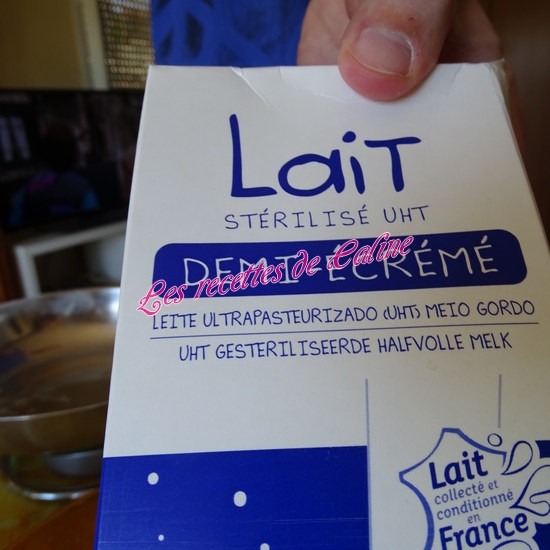 Lait
STÉRILISÉ UHT
DEMI-ÉCRÉMÉ
Les recettes de Caline
LEITE ULTRAPASTEURIZADO (UHT) MEIO GORDO
UHT GESTERILISEERDE HALFVOLLE MELK
Lait
collecté et
conditionné
en
France